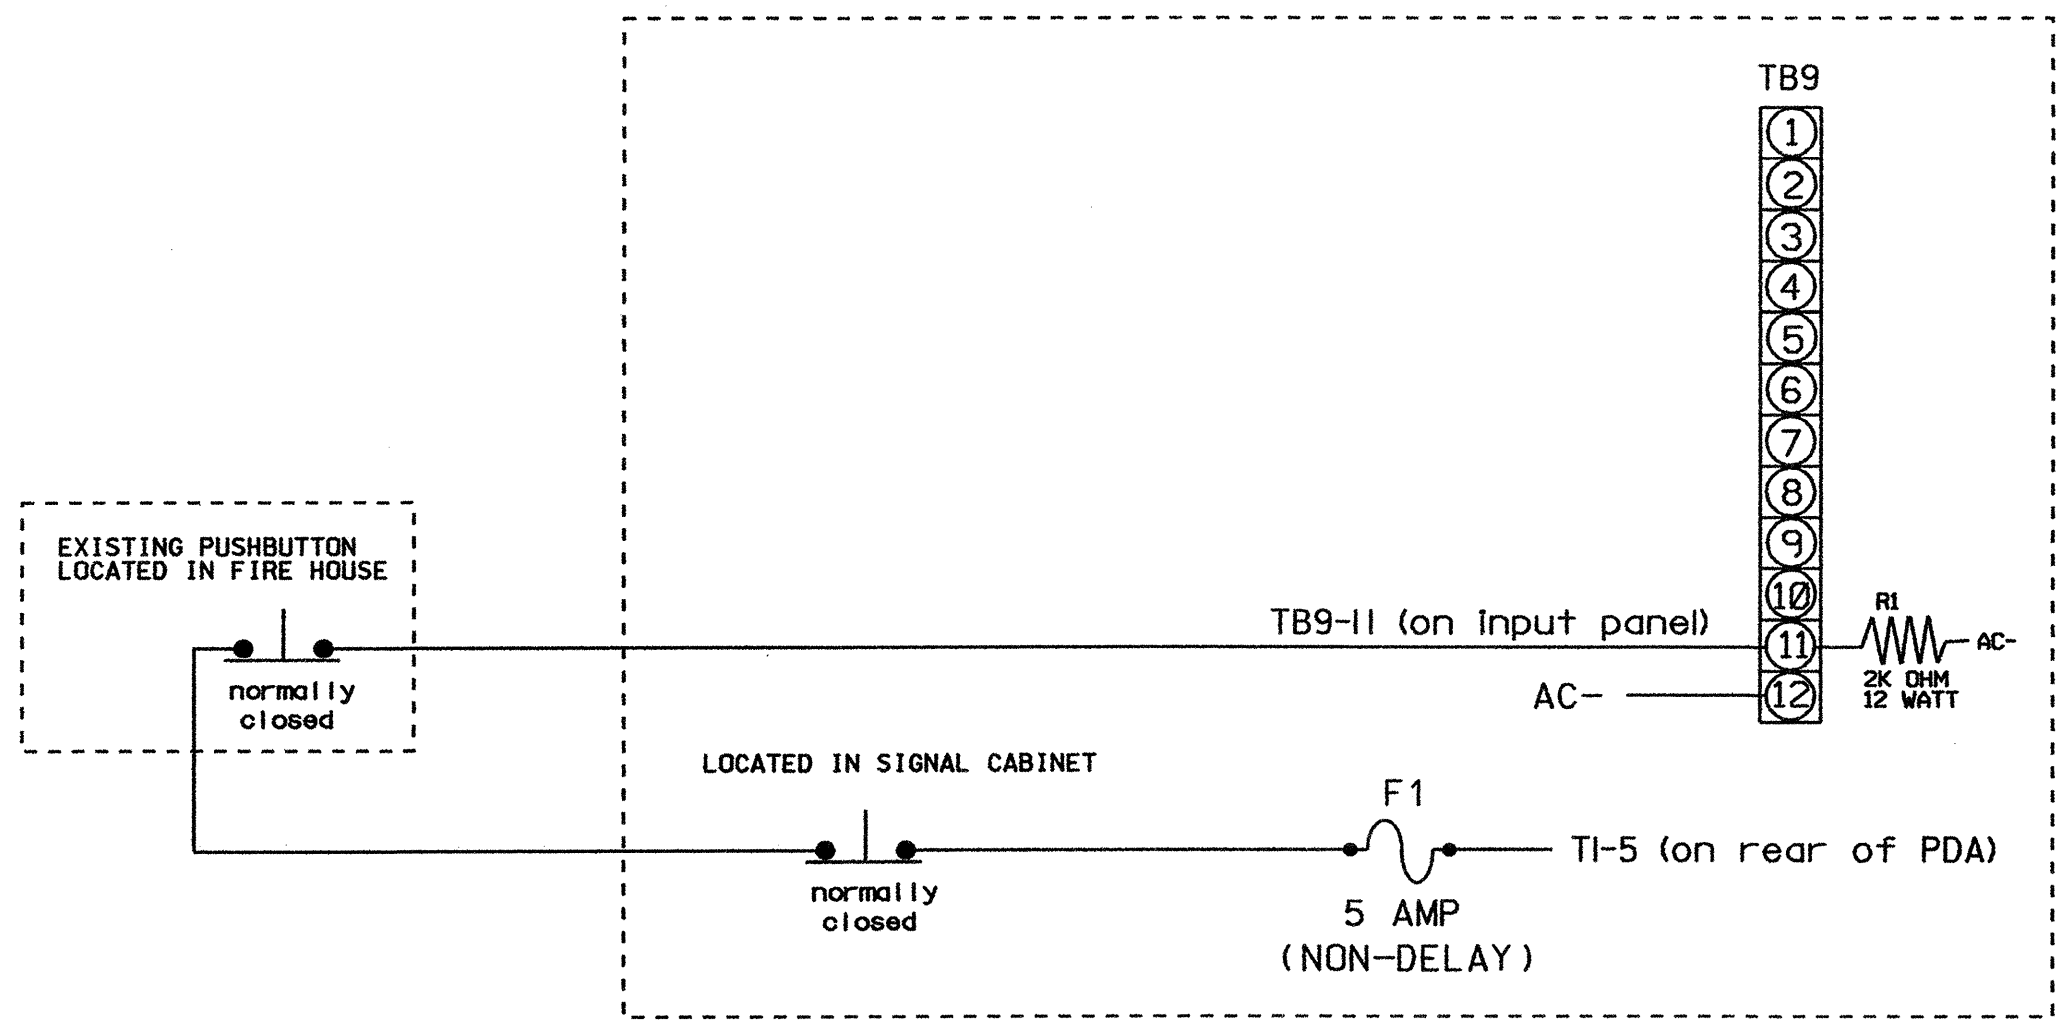 TB9
1
2
3
4
5
6
7
8
9
10
11
12
EXISTING PUSHBUTTON
LOCATED IN FIRE HOUSE
normally
closed
TB9-11 (on input panel)
R1
AC-
2K OHM
12 WATT
AC-
LOCATED IN SIGNAL CABINET
normally
closed
F1
T1-5 (on rear of PDA)
5 AMP
(NON-DELAY)